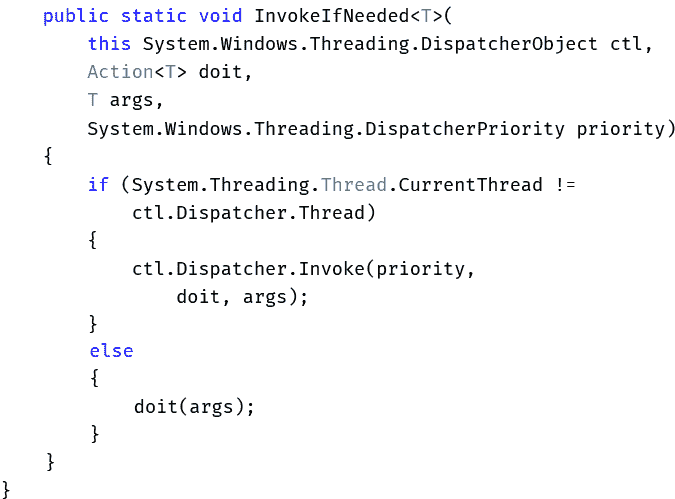 public static void InvokeIfNeeded<T>(
this System.Windows.Threading.DispatcherObject ctl,
Action<T> doit,
T args,
System.Windows.Threading.DispatcherPriority priority)
{
if (System.Threading.Thread.CurrentThread !=
ctl.Dispatcher.Thread)
{
ctl.Dispatcher.Invoke(priority,
doit, args);
}
else
{
doit(args);
}
}
}